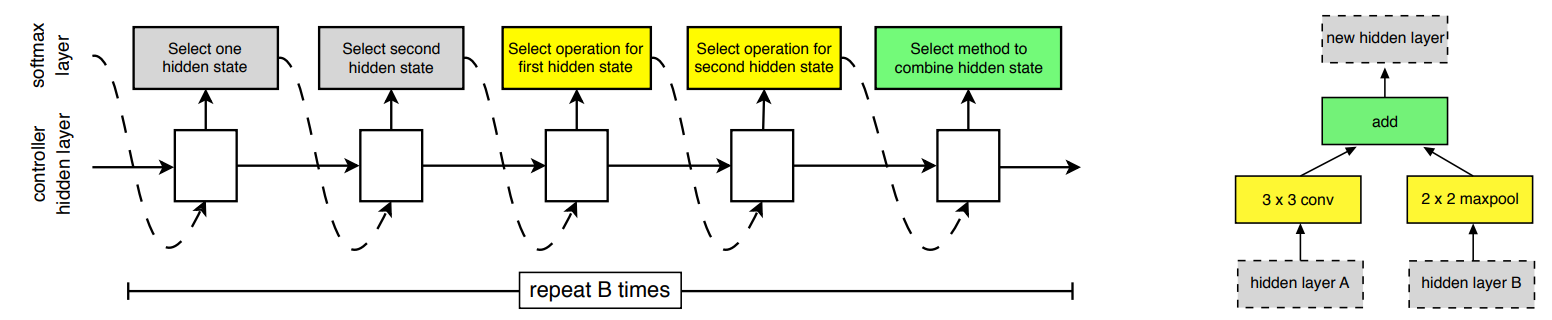 softmax
layer
controller
hidden layer
Select one
hidden state
Select second
hidden state
Select operation for
first hidden state
Select operation for
second hidden state
Select method to
combine hidden state
repeat B times
new hidden layer
add
3 x 3 conv
2 x 2 maxpool
hidden layer A
hidden layer B